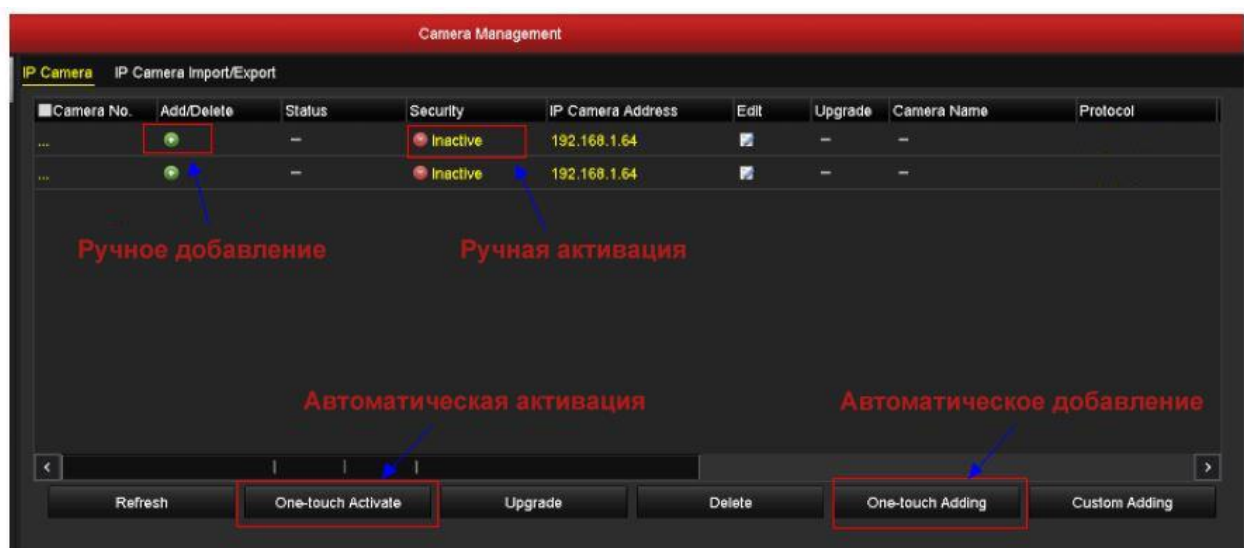 Camera Management
IP Camera IP Camera Import/Export
Camera No. Add/Delete Status Security IP Camera Address Edit Upgrade Camera Name Protocol
... – Inactive 192.168.1.64 – –
... – Inactive 192.168.1.64 – –
Ручное добавление Ручная активация
Автоматическая активация Автоматическое добавление
Refresh One-touch Activate Upgrade Delete One-touch Adding Custom Adding